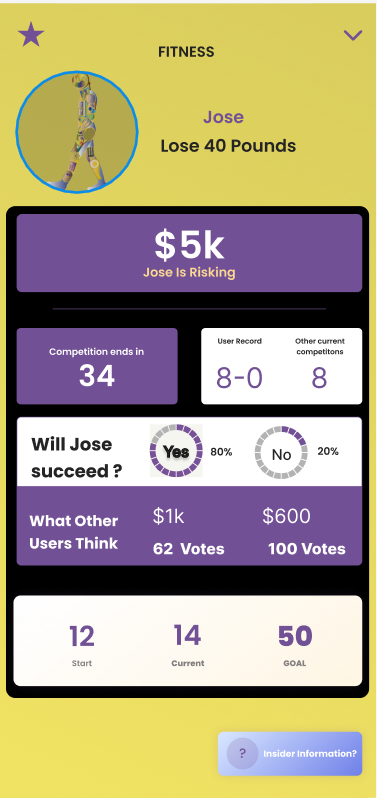 FITNESS
Jose
Lose 40 Pounds
$5k
Jose Is Risking
Competition ends in
34
User Record
8-0
Other current
competitons
8
Will Jose
succeed ?
Yes
80%
No
20%
What Other
Users Think
$1k
62 Votes
$600
100 Votes
12
Start
14
Current
50
GOAL
?
Insider Information?